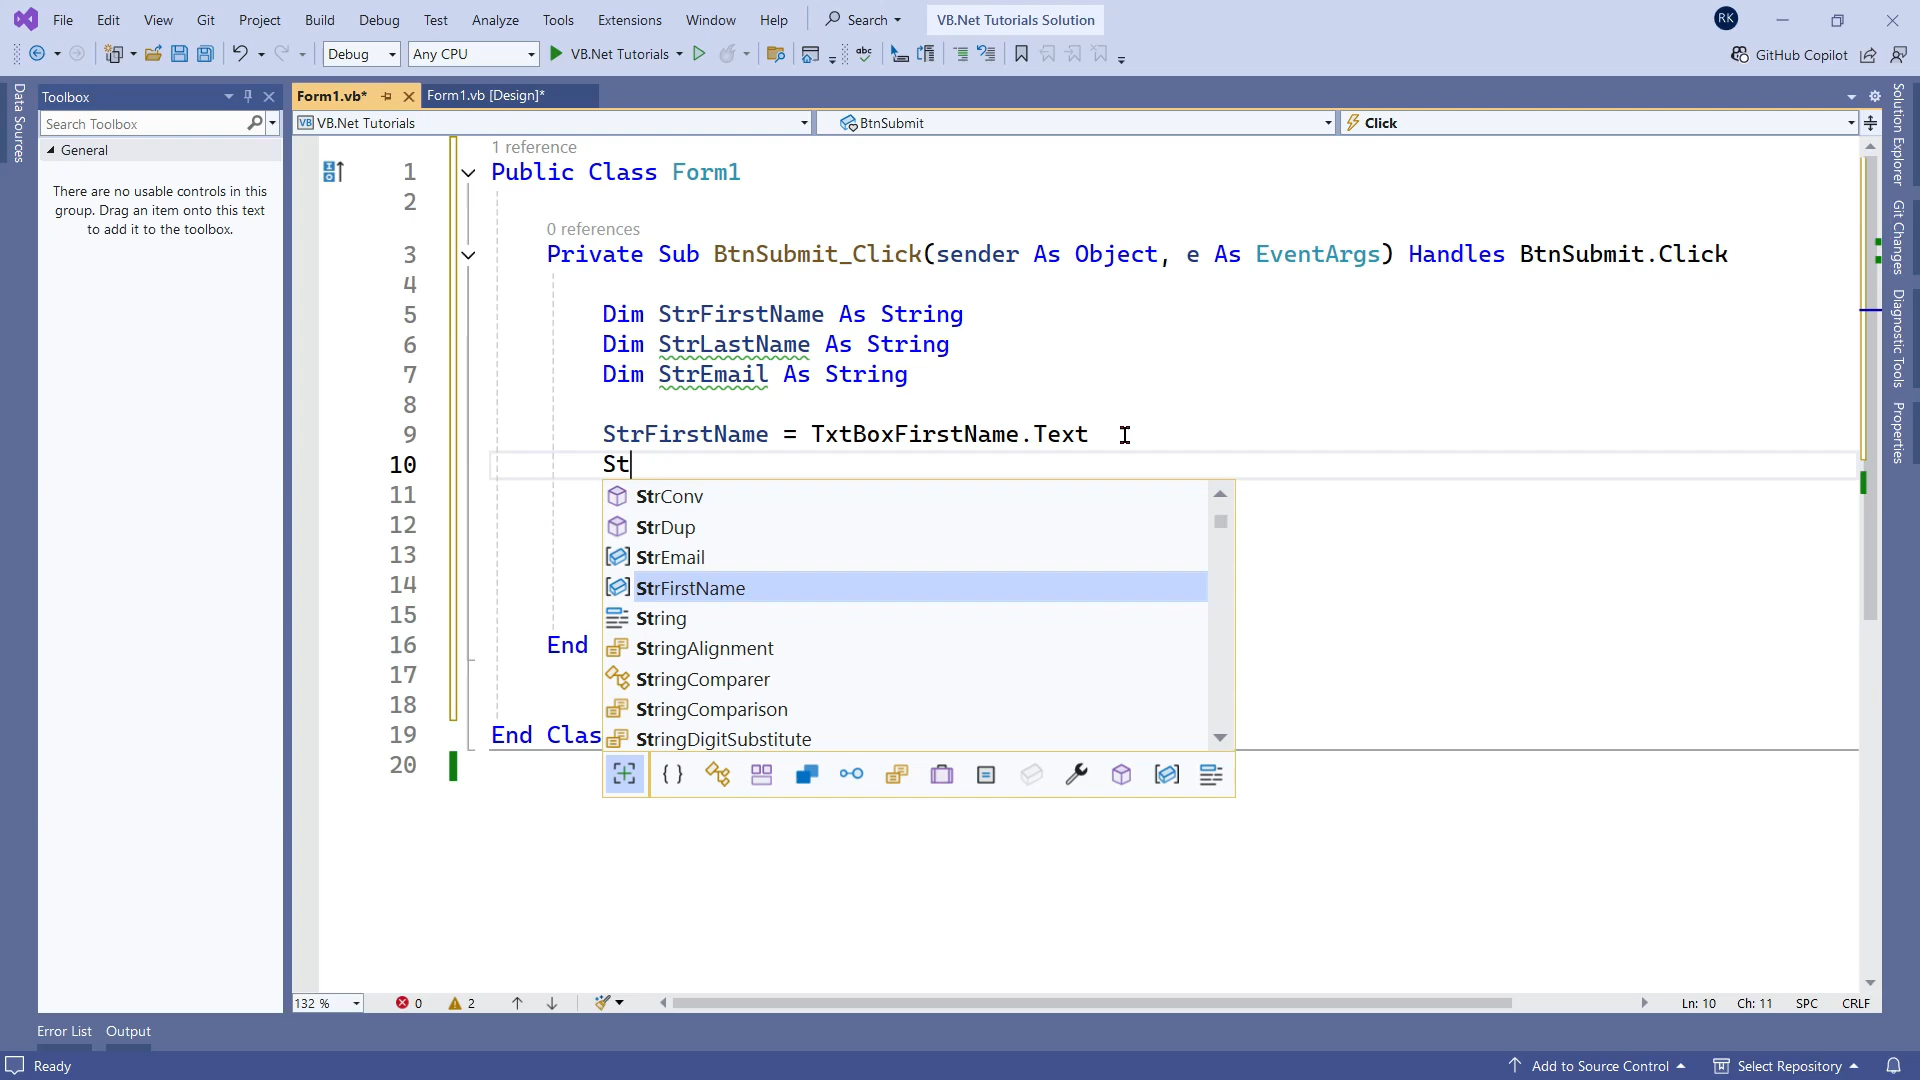 File Edit View Git Project Build Debug Test Analyze Tools Extensions Window Help Search VB.Net Tutorials Solution RK
Debug Any CPU VB.Net Tutorials abc GitHub Copilot
Data Sources
Toolbox
Search Toolbox
General
There are no usable controls in this
group. Drag an item onto this text
to add it to the toolbox.
Form1.vb* Form1.vb [Design]*
VB VB.Net Tutorials BtnSubmit Click
1 reference
1 Public Class Form1
2
0 references
3 Private Sub BtnSubmit_Click(sender As Object, e As EventArgs) Handles BtnSubmit.Click
4
5 Dim StrFirstName As String
6 Dim StrLastName As String
7 Dim StrEmail As String
8
9 StrFirstName = TxtBoxFirstName.Text
10 St
11
12
13
14
15
16 End
17
18
19 End Clas
20
StrConv
StrDup
StrEmail
StrFirstName
String
StringAlignment
StringComparer
StringComparison
StringDigitSubstitute
Solution Explorer
Git Changes
Diagnostic Tools
Properties
132 % 0 2 Ln: 10 Ch: 11 SPC CRLF
Error List Output
Ready Add to Source Control Select Repository